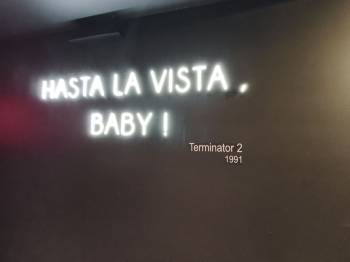 HASTA LA VISTA,
BABY!
Terminator 2
1991